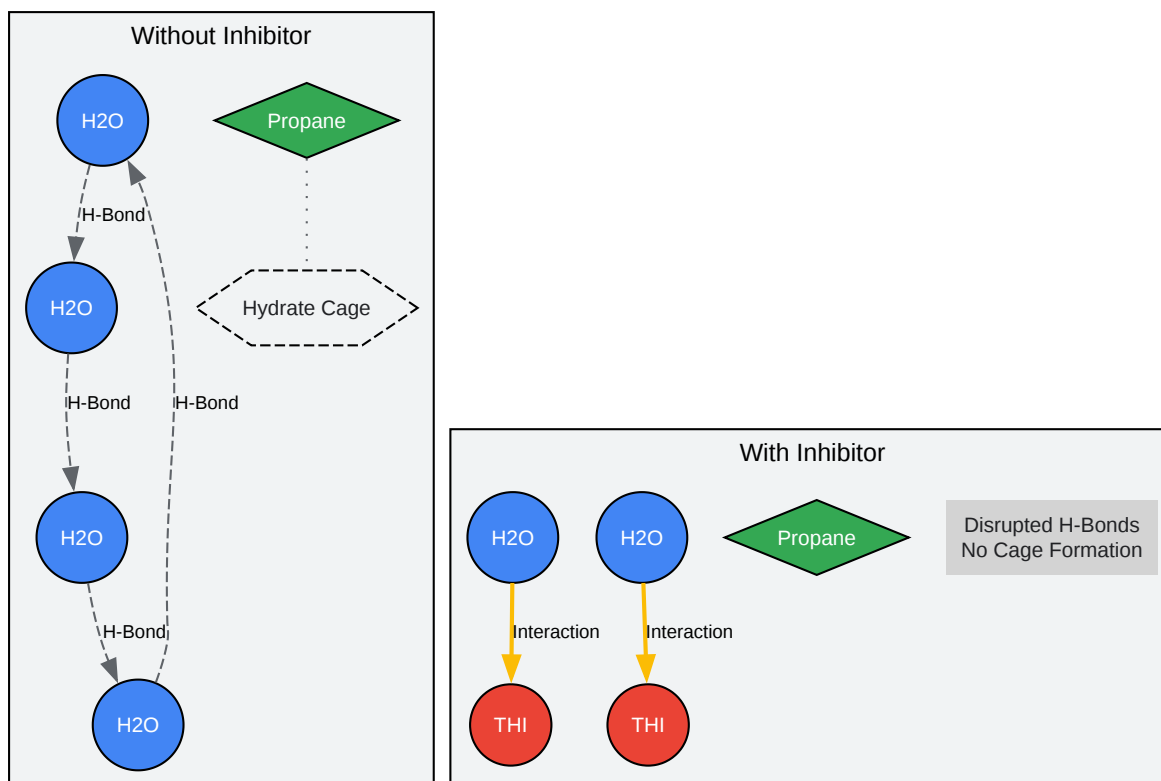 Without Inhibitor
H2O
Propane
H-Bond
H2O
Hydrate Cage
H-Bond
H-Bond
H2O
H-Bond
H2O
With Inhibitor
H2O
H2O
Propane
Disrupted H-Bonds
No Cage Formation
Interaction
Interaction
THI
THI